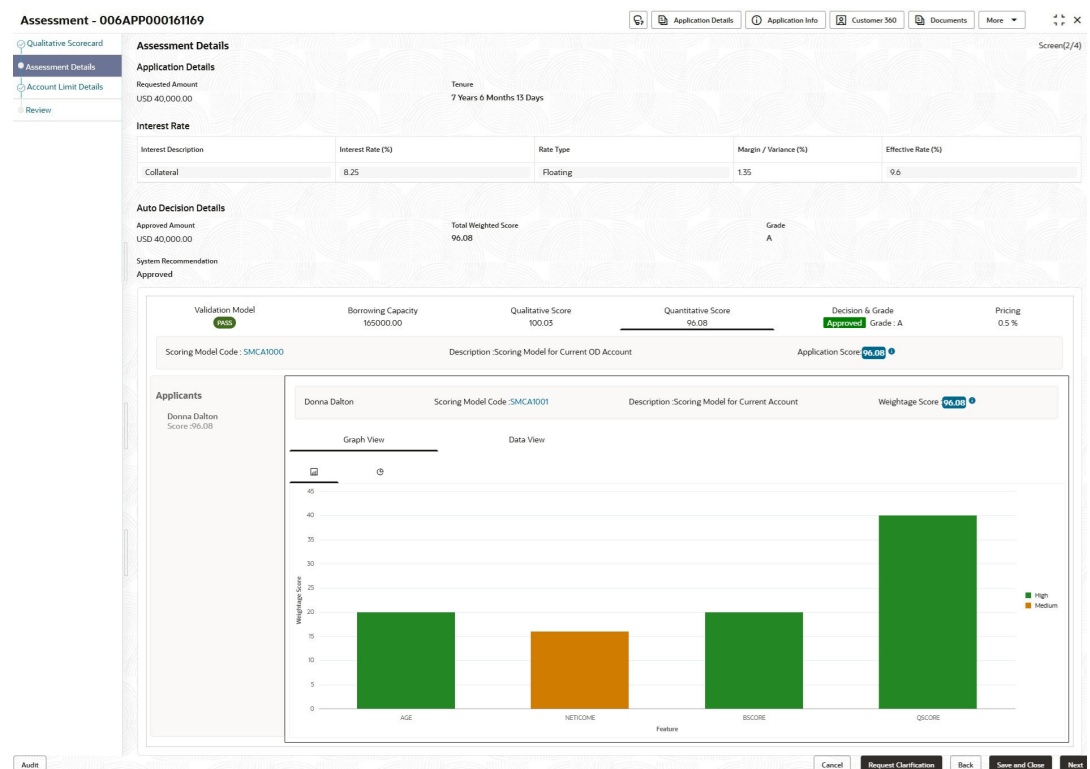 Assessment - 006APP000161169
Application Details
Application Info
Customer 360
Documents
More
Qualitative Scorecard
Assessment Details
Account Limit Details
Review
Assessment Details
Screen(2/4)
Application Details
Requested Amount Tenure
USD 40,000.00 7 Years 6 Months 13 Days
Interest Rate
Interest Description Interest Rate (%) Rate Type Margin / Variance (%) Effective Rate (%)
Collateral 8.25 Floating 1.35 9.6
Auto Decision Details
Approved Amount Total Weighted Score Grade
USD 40,000.00 96.08 A
System Recommendation
Approved
Validation Model Borrowing Capacity Qualitative Score Quantitative Score Decision & Grade Pricing
PASS 165000.00 100.03 96.08 Approved Grade : A 0.5 %
Scoring Model Code : SMCA1000 Description :Scoring Model for Current OD Account Application Score: 96.08
Applicants
Donna Dalton
Score :96.08
Donna Dalton Scoring Model Code :SMCA1001 Description :Scoring Model for Current Account Weightage Score :96.08
Graph View Data View
45
40
35
30
25
20
15
10
5
0
Weightage Score
AGE NETICOME BSCORE QSCORE
Feature
High
Medium
Audit Cancel Request Clarification Back Save and Close Next